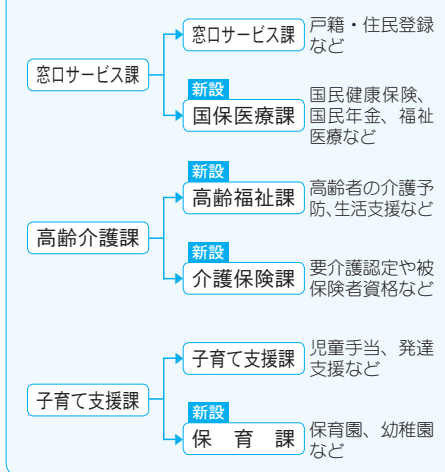 窓口サービス課
窓口サービス課
戸籍・住民登録
など
新設
国保医療課
国民健康保険、
国民年金、福祉
医療など
高齢介護課
新設
高齢福祉課
高齢者の介護予
防、生活支援など
新設
介護保険課
要介護認定や被
保険者資格など
子育て支援課
子育て支援課
児童手当、発達
支援など
新設
保育課
保育園、幼稚園
など